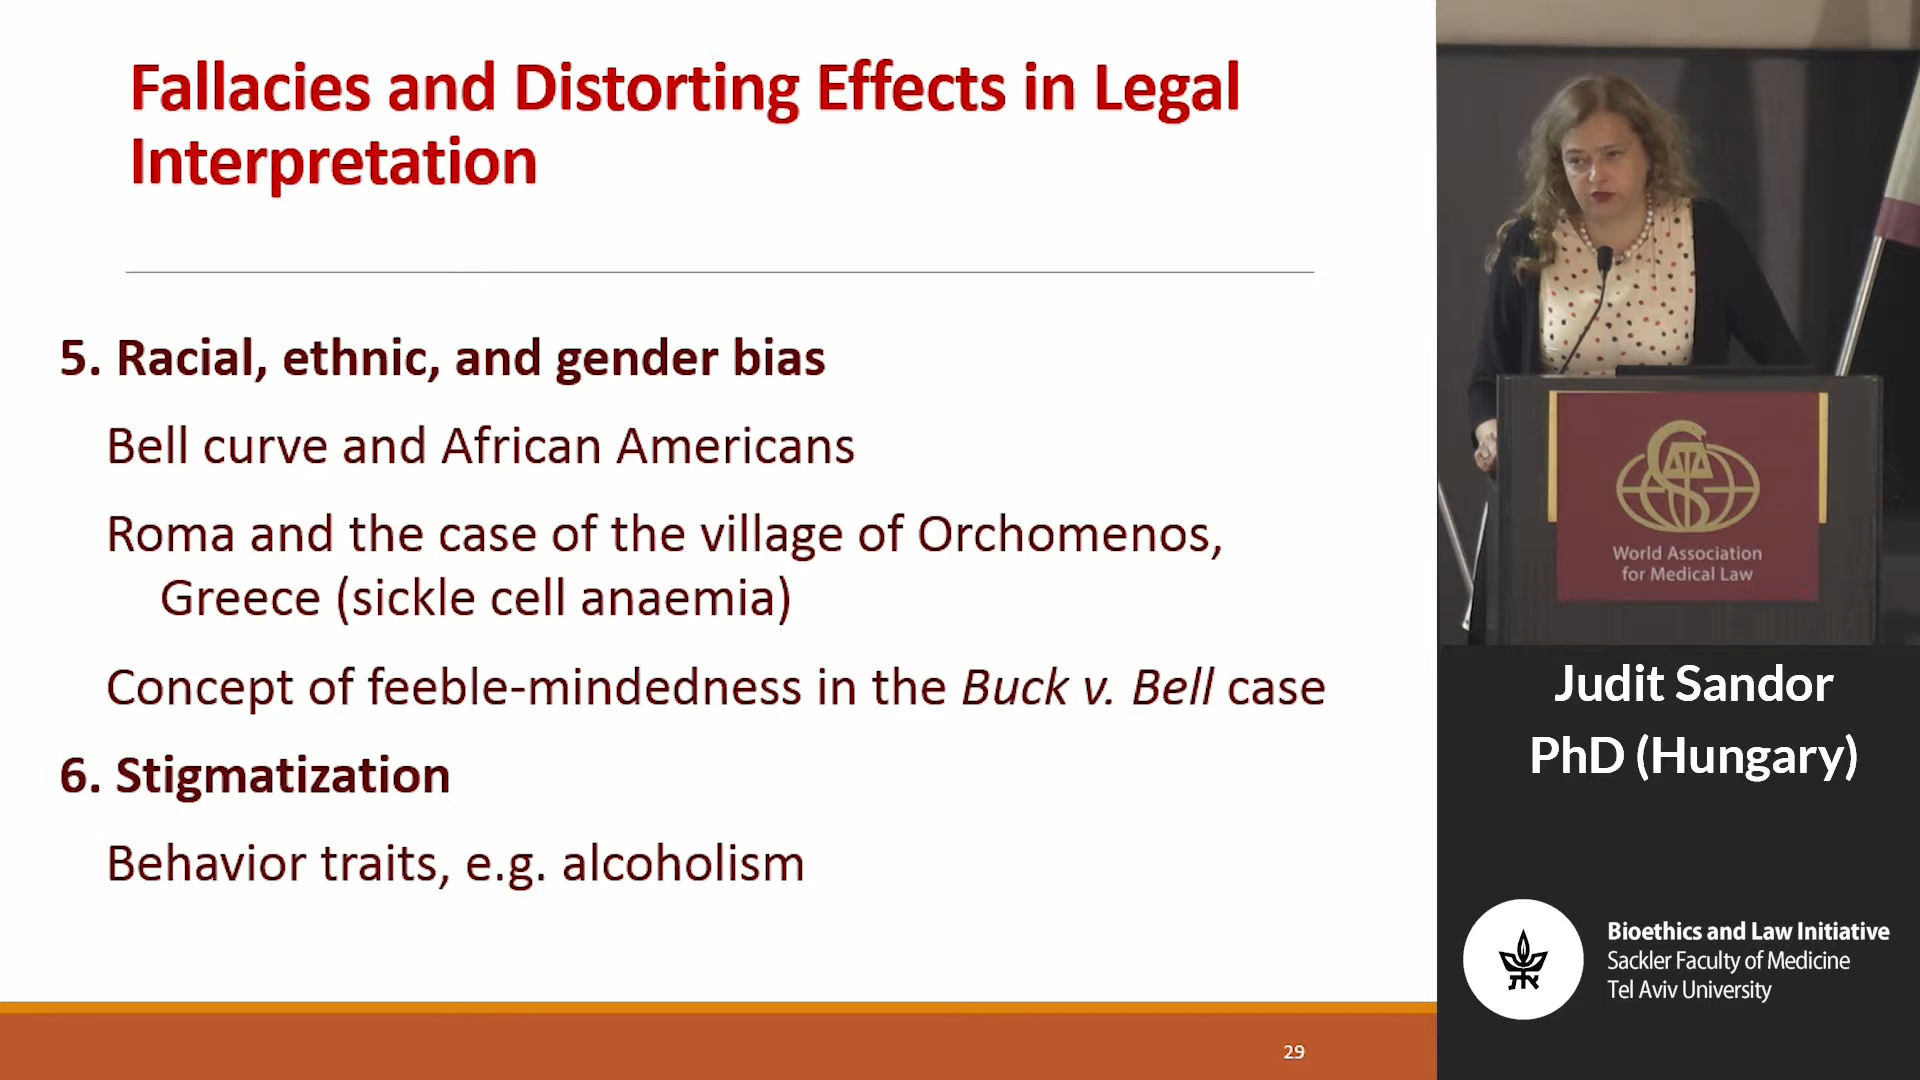 Fallacies and Distorting Effects in Legal
Interpretation
5. Racial, ethnic, and gender bias
Bell curve and African Americans
Roma and the case of the village of Orchomenos,
Greece (sickle cell anaemia)
Concept of feeble-mindedness in the Buck v. Bell case
6. Stigmatization
Behavior traits, e.g. alcoholism
29
World Association
for Medical Law
Judit Sandor
PhD (Hungary)
Bioethics and Law Initiative
Sackler Faculty of Medicine
Tel Aviv University